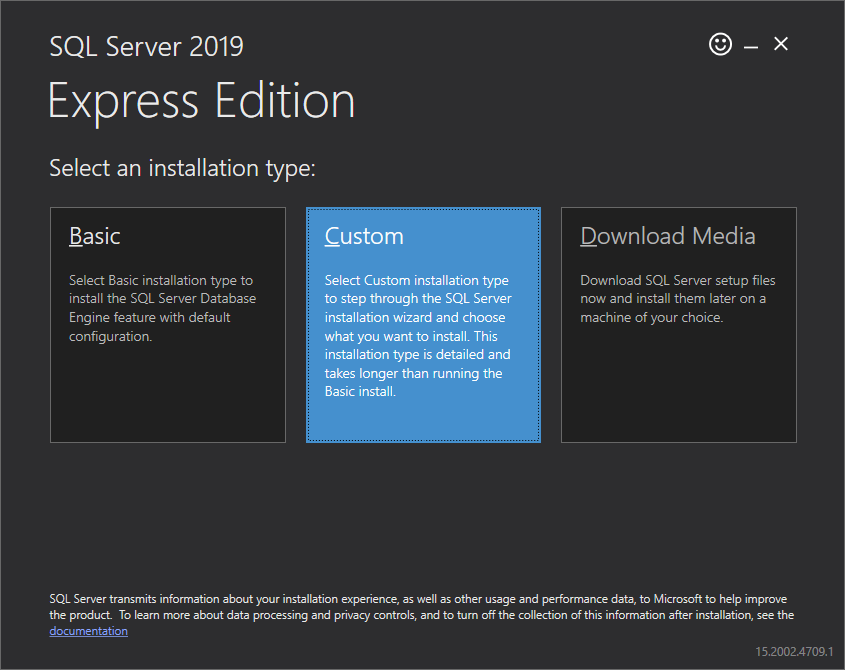 SQL Server 2019
Express Edition
Select an installation type:
Basic
Select Basic installation type to
install the SQL Server Database
Engine feature with default
configuration.
Custom
Select Custom installation type
to step through the SQL Server
installation wizard and choose
what you want to install. This
installation type is detailed and
takes longer than running the
Basic install.
Download Media
Download SQL Server setup files
now and install them later on a
machine of your choice.
SQL Server transmits information about your installation experience, as well as other usage and performance data, to Microsoft to help improve
the product.  To learn more about data processing and privacy controls, and to turn off the collection of this information after installation, see the
documentation
15.2002.4709.1